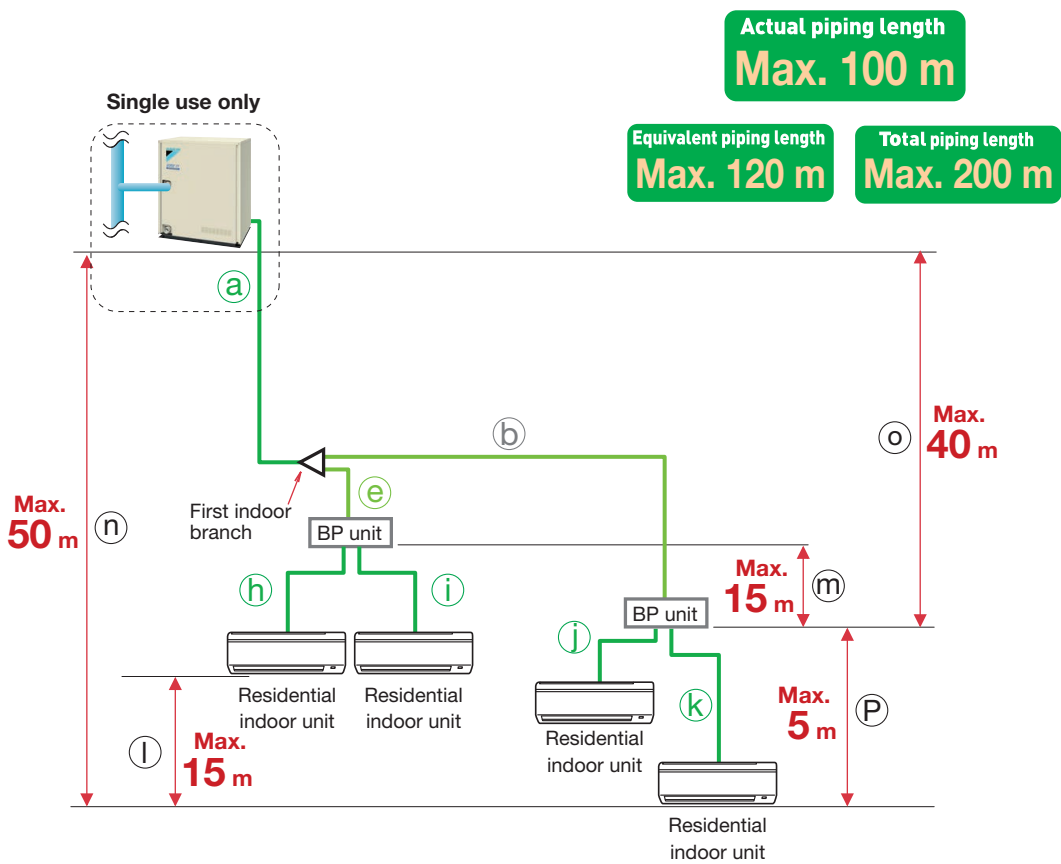 Actual piping length
Max. 100 m
Equivalent piping length
Max. 120 m
Total piping length
Max. 200 m
Single use only
a
b
o
Max.
40 m
First indoor
branch
e
BP unit
Max.
50 m
n
h
i
Max.
15 m
m
BP unit
j
k
Residential
indoor unit
Residential
indoor unit
l
Max.
15 m
Residential
indoor unit
Max.
5 m
P
Residential
indoor unit